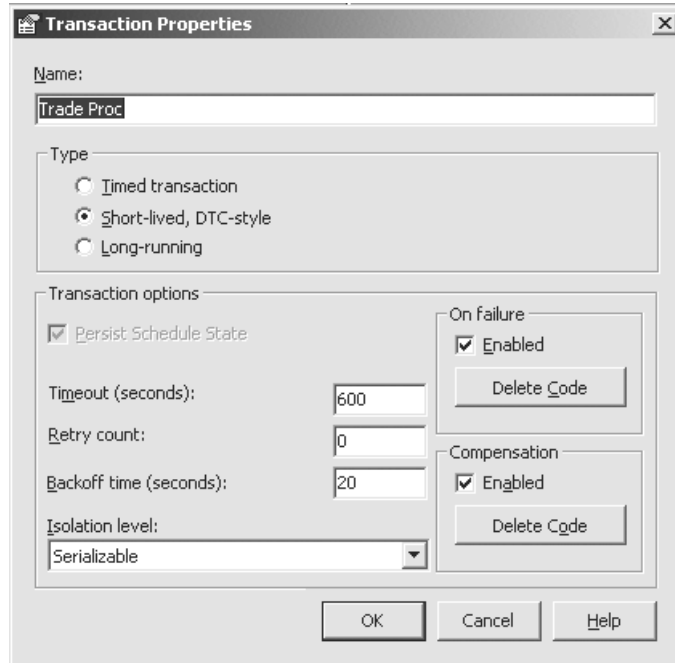 Transaction Properties
Name:
Trade Proc
Type
Timed transaction
Short-lived, DTC-style
Long-running
Transaction options
Persist Schedule State
Timeout (seconds):
600
Retry count:
0
Backoff time (seconds):
20
Isolation level:
Serializable
On failure
Enabled
Delete Code
Compensation
Enabled
Delete Code
OK
Cancel
Help